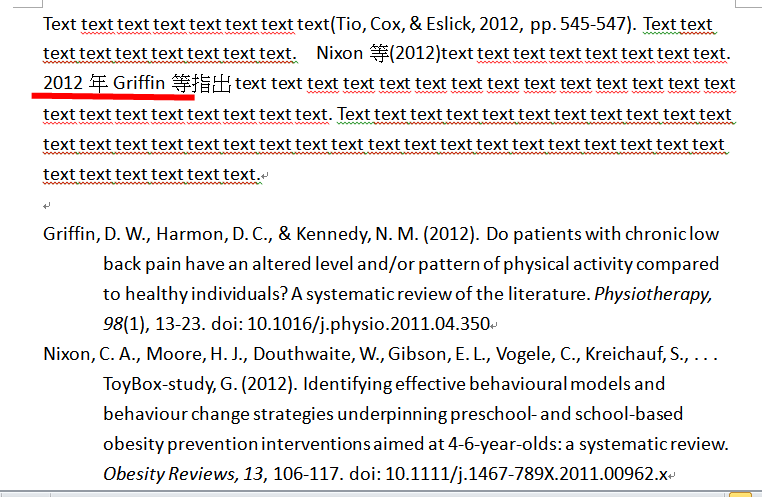 Text text text text text text text text(Tio, Cox, & Eslick, 2012, pp. 545-547). Text text
text text text text text text text. Nixon 等(2012)text text text text text text text text.
2012 年 Griffin 等指出 text text text text text text text text text text text text text text
text text text text text text text text. Text text text text text text text text text text text
text text text text text text text text text text text text text text text text text text text
text text text text text text.
Griffin, D. W., Harmon, D. C., & Kennedy, N. M. (2012). Do patients with chronic low
back pain have an altered level and/or pattern of physical activity compared
to healthy individuals? A systematic review of the literature. Physiotherapy,
98(1), 13-23. doi: 10.1016/j.physio.2011.04.350
Nixon, C. A., Moore, H. J., Douthwaite, W., Gibson, E. L., Vogele, C., Kreichauf, S., . . .
ToyBox-study, G. (2012). Identifying effective behavioural models and
behaviour change strategies underpinning preschool- and school-based
obesity prevention interventions aimed at 4-6-year-olds: a systematic review.
Obesity Reviews, 13, 106-117. doi: 10.1111/j.1467-789X.2011.00962.x